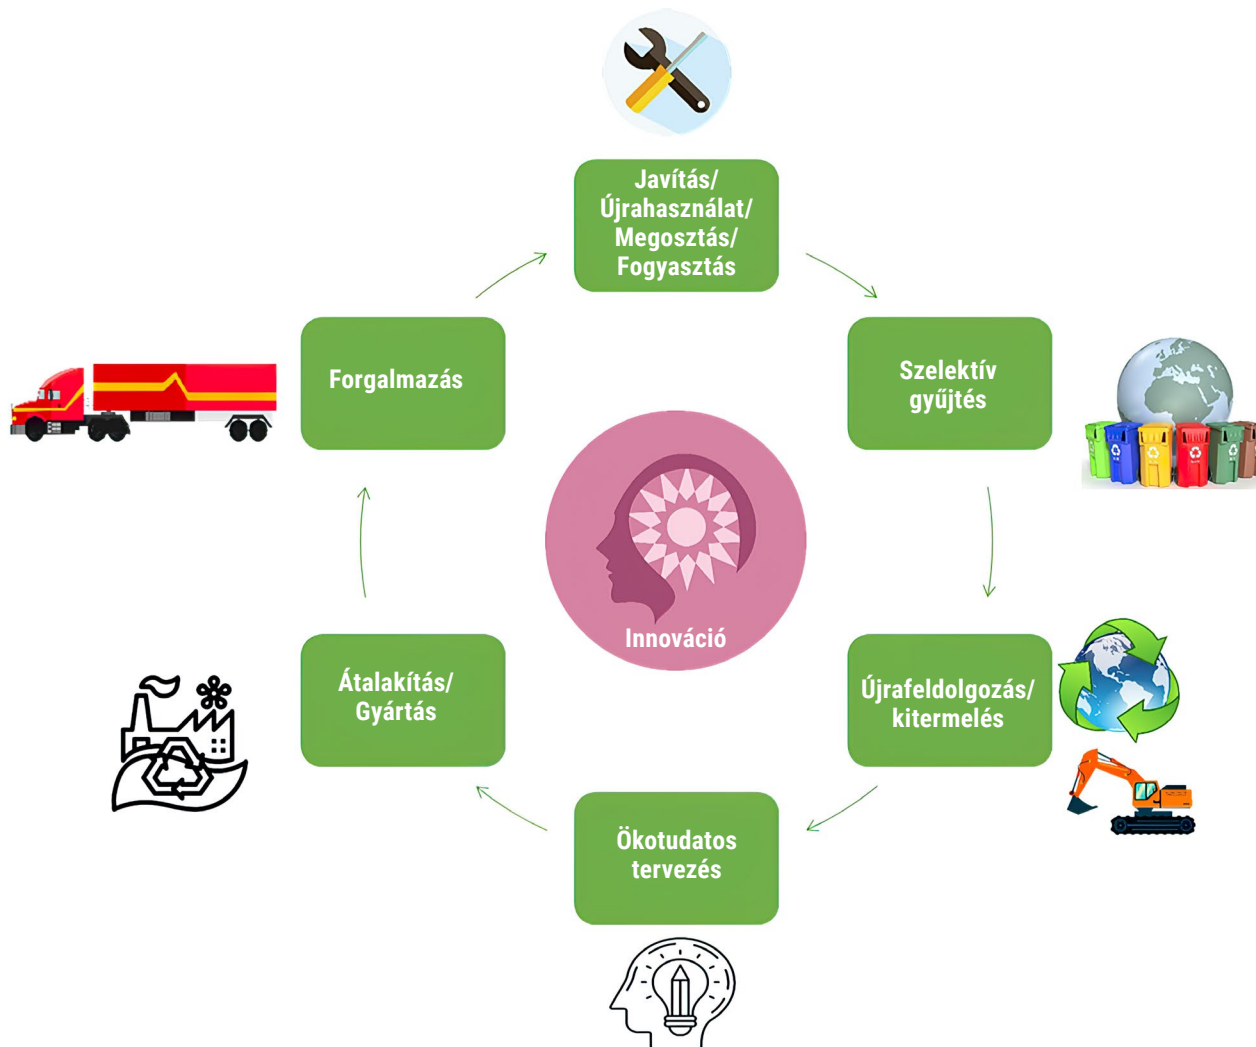 Javítás/
Újrahasználat/
Megosztás/
Fogyasztás
Forgalmazás
Szelektív
gyűjtés
Innováció
Átalakítás/
Gyártás
Újrafeldolgozás/
kitermelés
Ökotudatos
tervezés